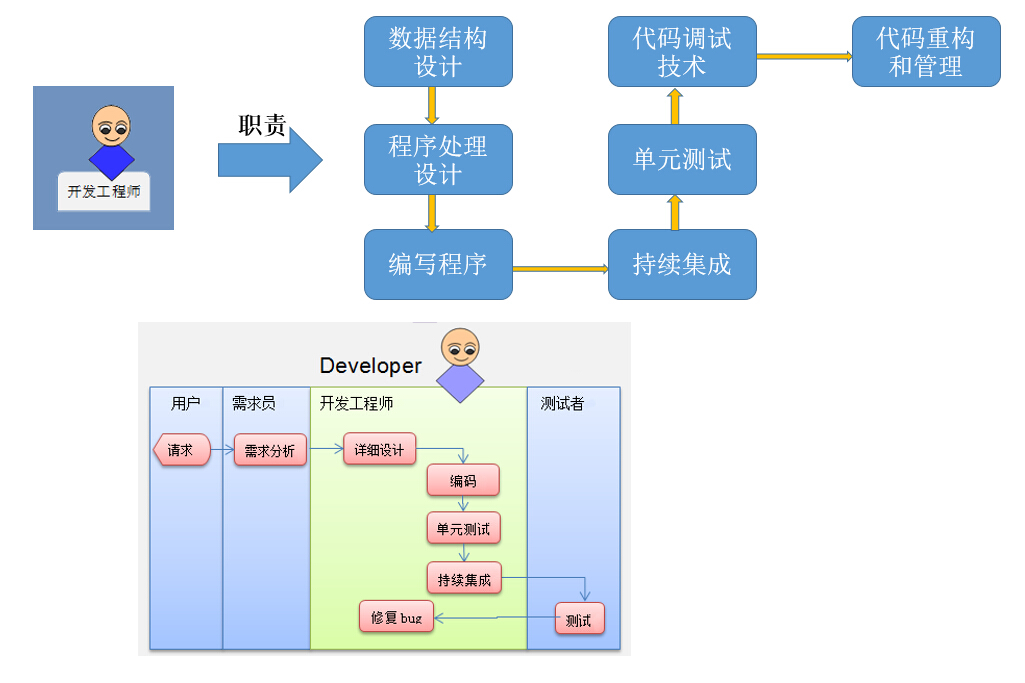 开发工程师
职责
数据结构
设计
程序处理
设计
编写程序
持续集成
单元测试
代码调试
技术
代码重构
和管理
Developer
用户
需求员
开发工程师
测试者
请求
需求分析
详细设计
编码
单元测试
持续集成
测试
修复bug